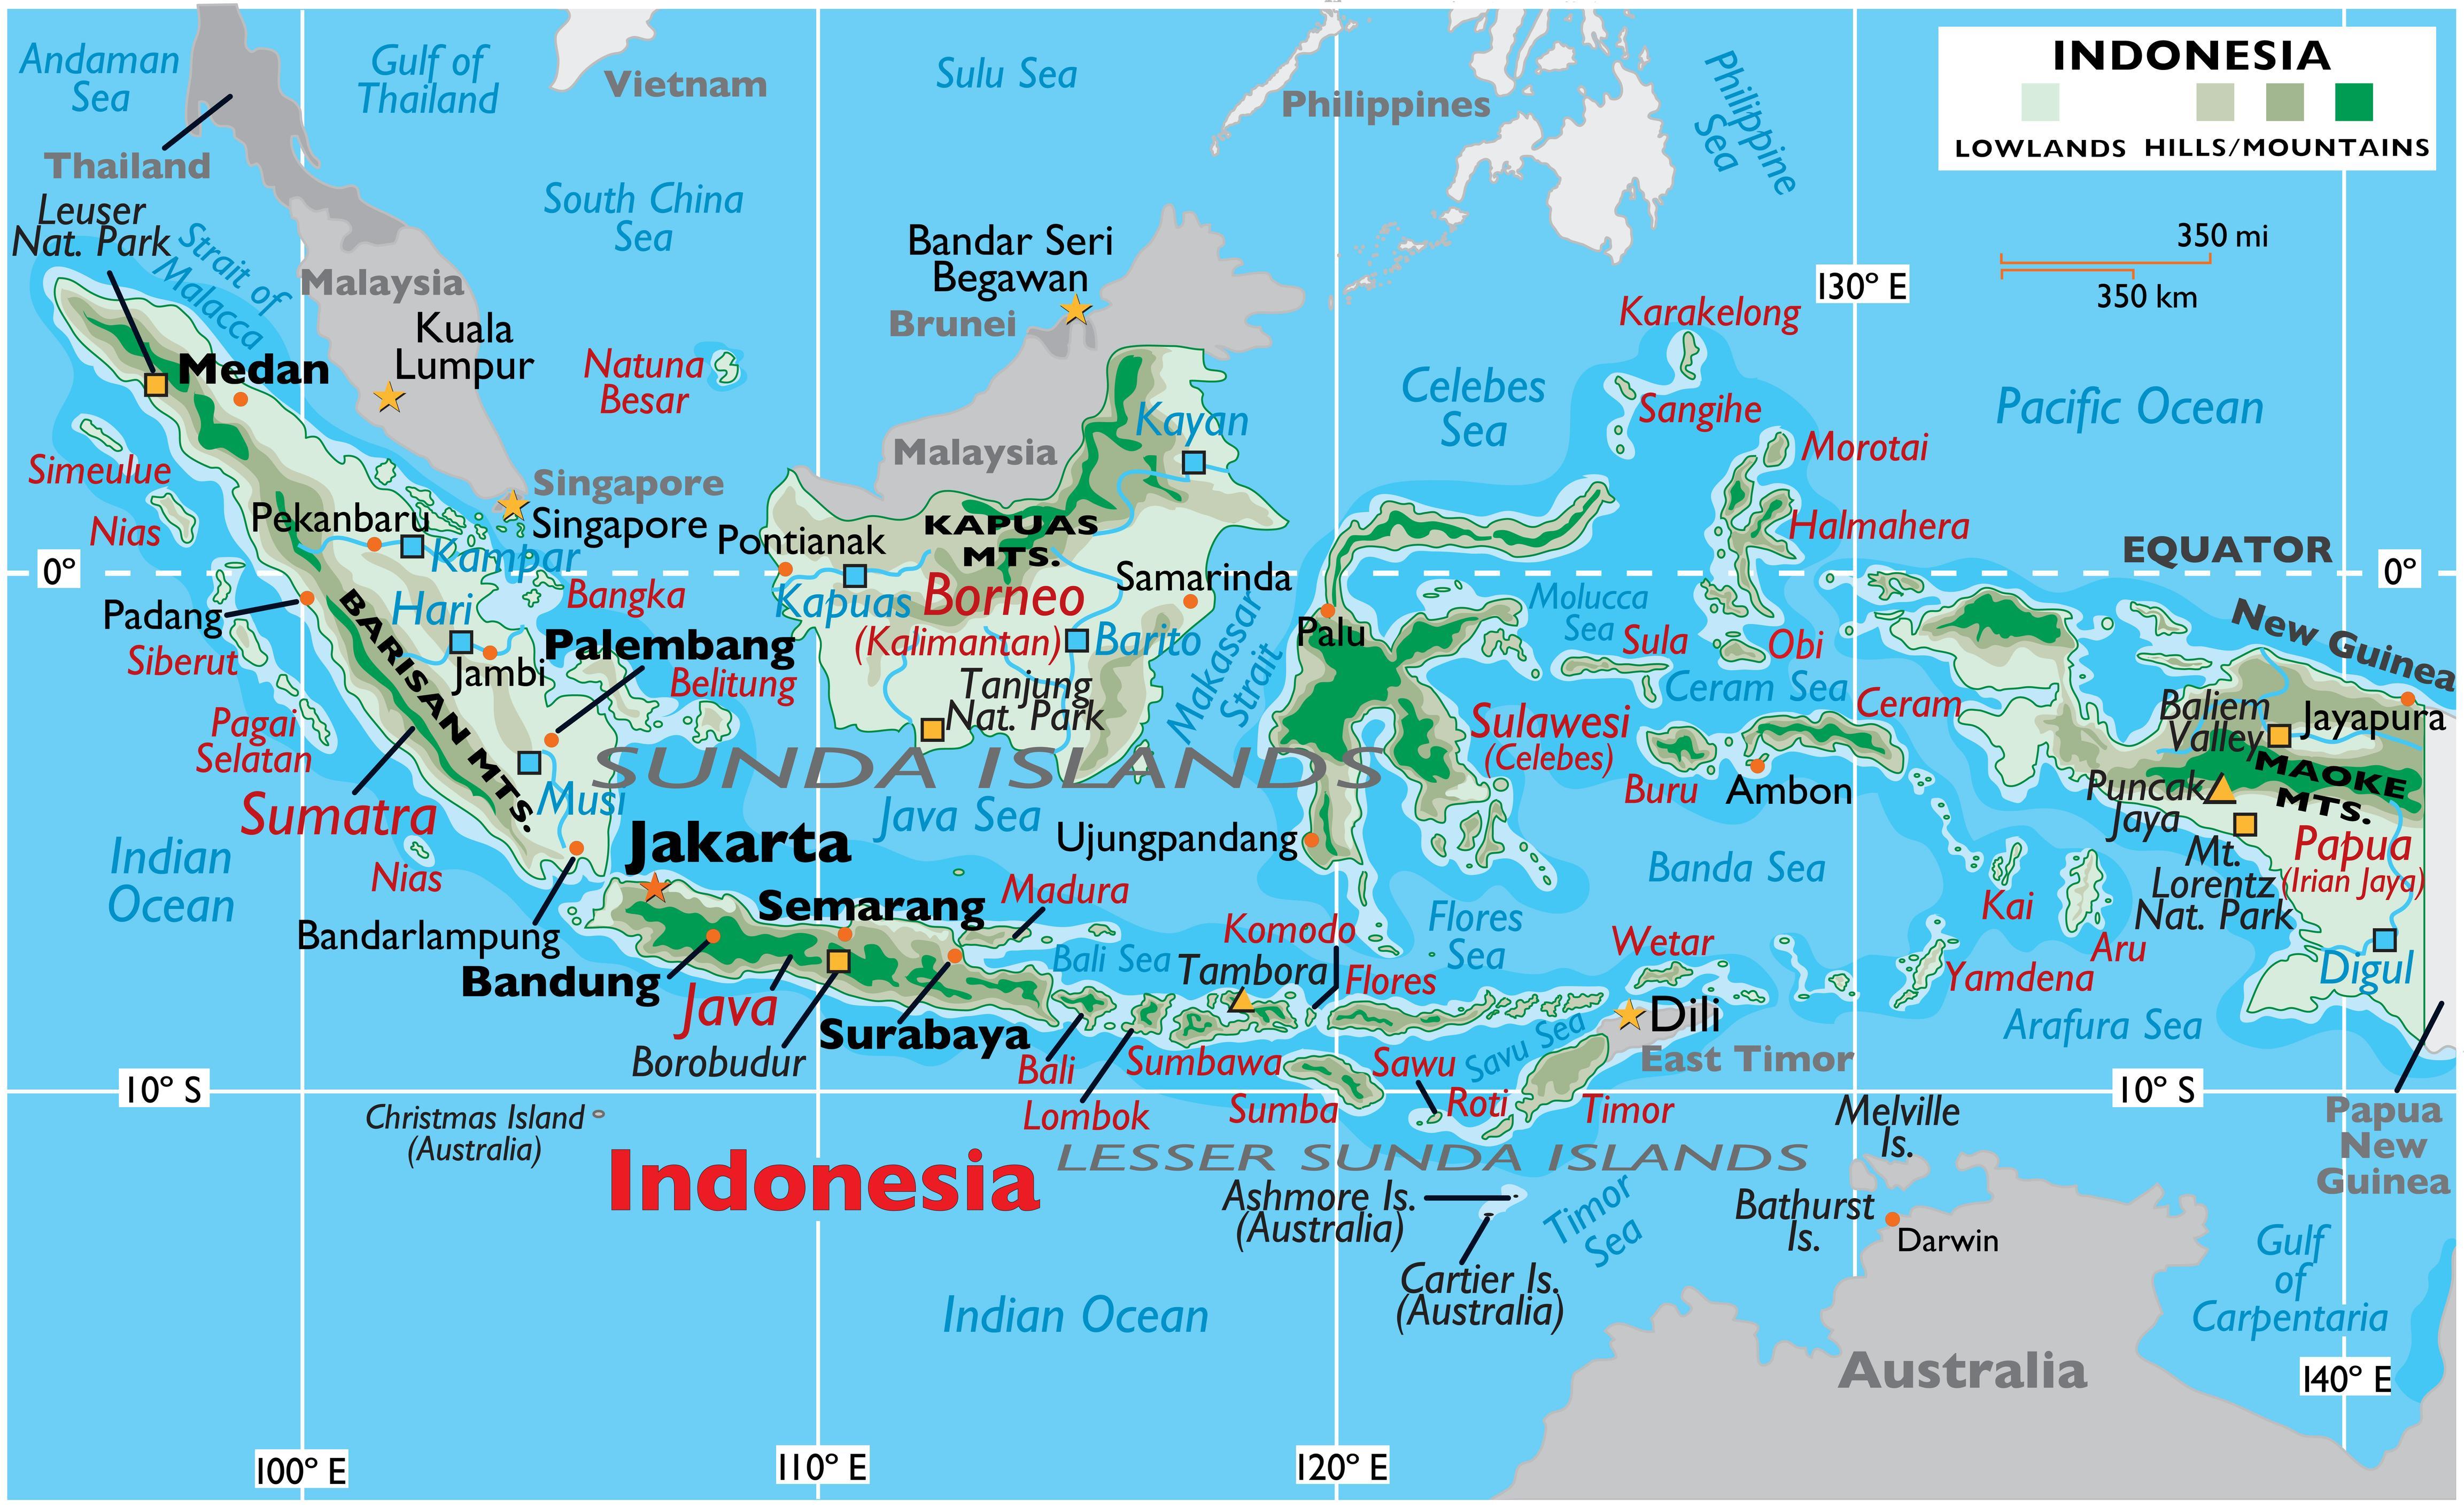 Andaman
Sea
Gulf of
Thailand
Vietnam
Sulu Sea
Philippines
Philippine
Sea
INDONESIA
LOWLANDS HILLS/MOUNTAINS
350 mi
350 km
Thailand
Leuser
Nat. Park
Strait of
Malacca
Malaysia
South China
Sea
Bandar Seri
Begawan
Brunei
130° E
Karakelong
Kuala
Lumpur
Medan
Natuna
Besar
Celebes
Sea
Sangihe
Pacific Ocean
Kayan
Malaysia
Morotai
Simeulue
Nias
Singapore
Singapore
Pekanbaru
Kampar
Pontianak
KAPUAS
MTS.
Halmahera
EQUATOR
0°
0°
Padang
Hari
Bangka
Kapuas
Borneo
(Kalimantan)
Samarinda
Barito
Makassar
Strait
Palu
Molucca
Sea
Sula
Obi
New Guinea
Siberut
BARISAN MTS.
Jambi
Palembang
Belitung
Tanjung
Nat. Park
Ceram Sea
Ceram
Pagai
Selatan
Sulawesi
(Celebes)
Baliem
Valley
Jayapura
SUNDA ISLANDS
Sumatra
Musi
Java Sea
Buru
Ambon
Puncak
Jaya
MAOKE
MTS.
Indian
Ocean
Nias
Jakarta
Ujungpandang
Banda Sea
Mt.
Lorentz
Nat. Park
Papua
(Irian Jaya)
Bandarlampung
Semarang
Madura
Komodo
Flores
Sea
Wetar
Kai
Aru
Bandung
Java
Bali Sea
Tambora
Flores
Yamdena
Digul
Borobudur
Surabaya
Bali
Sumbawa
Sawu
Savu Sea
Dili
East Timor
Arafura Sea
10° S
10° S
Lombok
Sumba
Roti
Timor
Christmas Island
(Australia)
Melville
Is.
Papua
New
Guinea
Indonesia
LESSER SUNDA ISLANDS
Ashmore Is.
(Australia)
Timor
Sea
Bathurst
Is.
Darwin
Cartier Is.
(Australia)
Gulf
of
Carpentaria
Indian Ocean
Australia
140° E
100° E
110° E
120° E